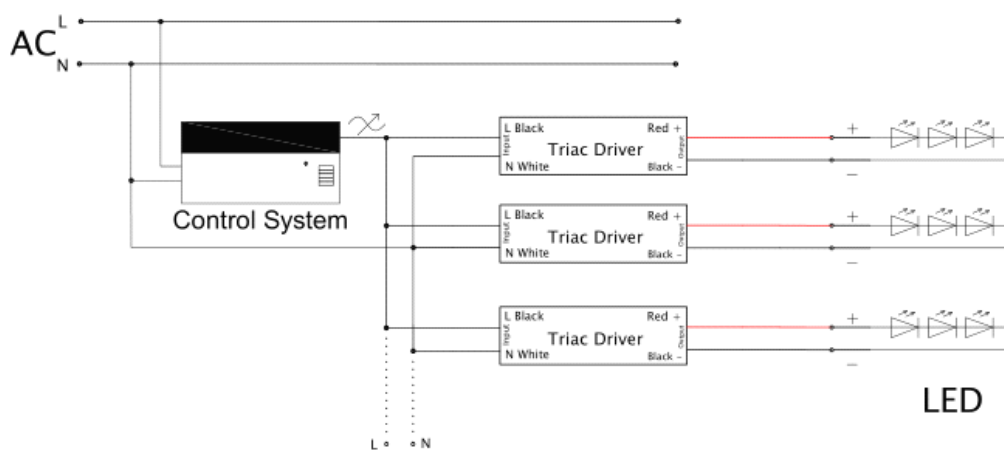 L
AC
N
Control System
L Black
Red +
Input
Triac Driver
Output
N White
Black -
+
–
L Black
Red +
Input
Triac Driver
Output
N White
Black -
+
–
L Black
Red +
Input
Triac Driver
Output
N White
Black -
+
–
LED
L
N